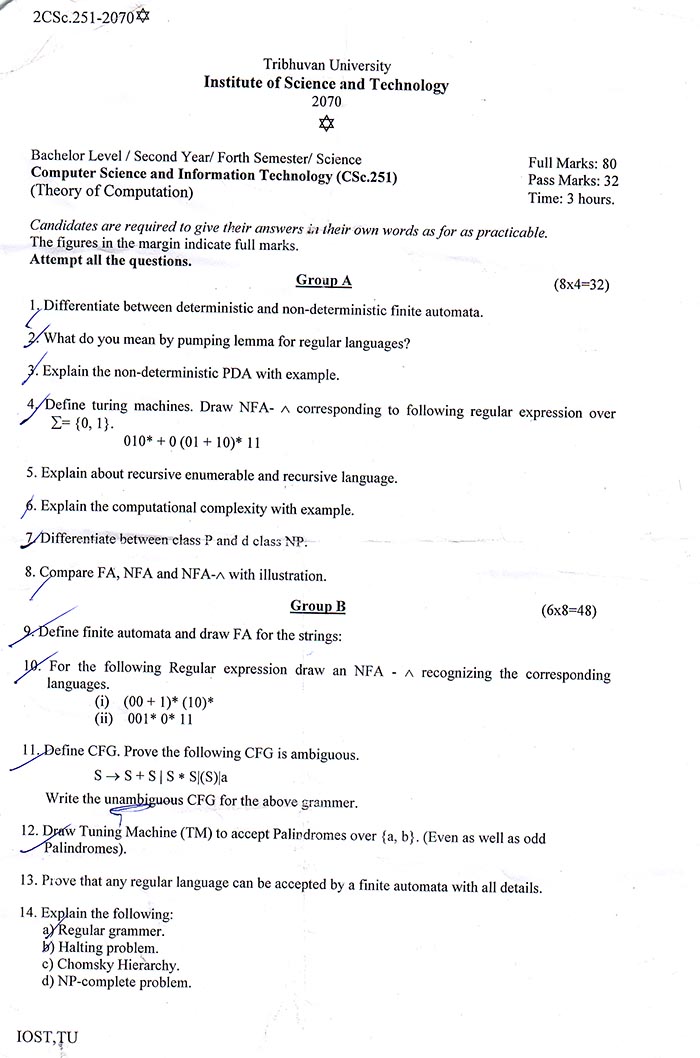 2CSc.251-2070✡
Tribhuvan University
Institute of Science and Technology
2070
✡
Bachelor Level / Second Year/ Forth Semester/ Science
Full Marks: 80
Computer Science and Information Technology (CSc.251)
Pass Marks: 32
(Theory of Computation)
Time: 3 hours.
Candidates are required to give their answers in their own words as for as practicable.
The figures in the margin indicate full marks.
Attempt all the questions.
Group A
(8x4=32)
1. Differentiate between deterministic and non-deterministic finite automata.
2. What do you mean by pumping lemma for regular languages?
3. Explain the non-deterministic PDA with example.
4. Define turing machines. Draw NFA- ∧ corresponding to following regular expression over
Σ= {0, 1}.
010* + 0 (01 + 10)* 11
5. Explain about recursive enumerable and recursive language.
6. Explain the computational complexity with example.
7. Differentiate between class P and d class NP.
8. Compare FA, NFA and NFA-∧ with illustration.
Group B
(6x8=48)
9. Define finite automata and draw FA for the strings:
10. For the following Regular expression draw an NFA - ∧ recognizing the corresponding
languages.
(i) (00 + 1)* (10)*
(ii) 001* 0* 11
11. Define CFG. Prove the following CFG is ambiguous.
S → S + S | S * S|(S)|a
Write the unambiguous CFG for the above grammer.
12. Draw Tuning Machine (TM) to accept Palindromes over {a, b}. (Even as well as odd
Palindromes).
13. Prove that any regular language can be accepted by a finite automata with all details.
14. Explain the following:
a) Regular grammer.
b) Halting problem.
c) Chomsky Hierarchy.
d) NP-complete problem.
IOST,TU